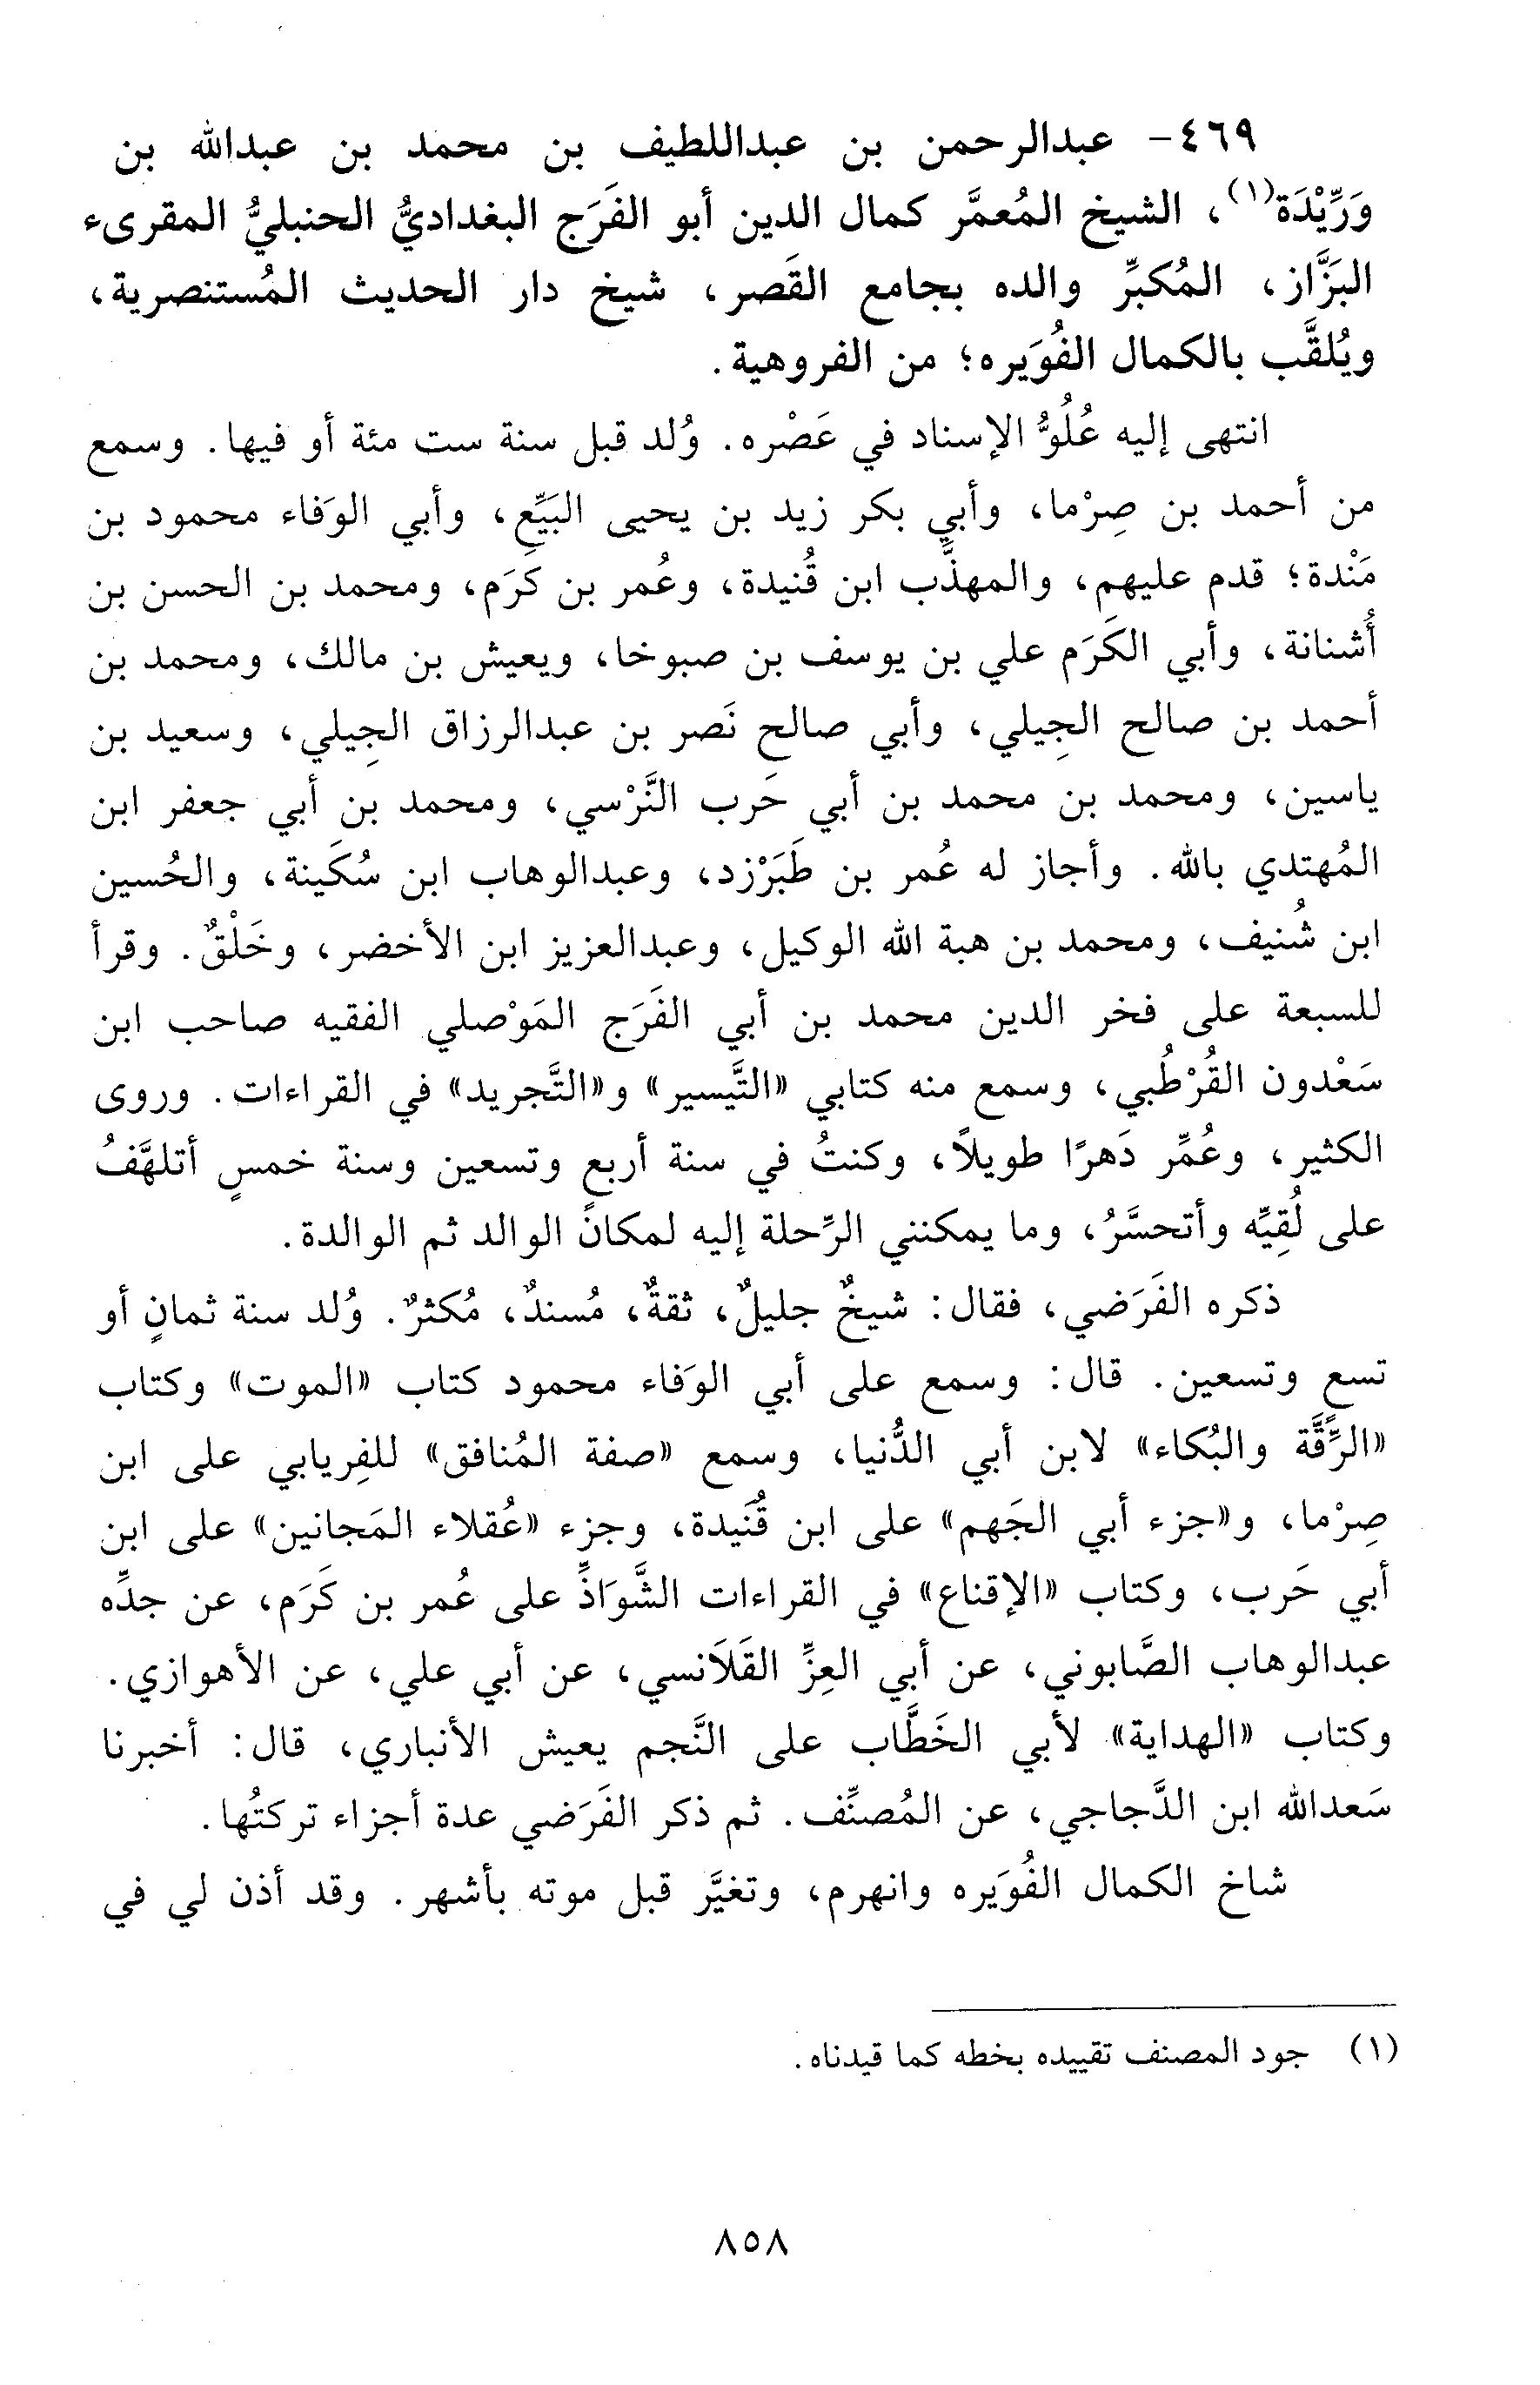 ٤٦٩- عبدالرحمن بن عبداللطيف بن محمد بن عبدالله بن
وَرِّيْدَة(١)، الشيخ المُعمَّر كمال الدين أبو الفَرَج البغداديُّ الحنبليُّ المقرىء
البَزَّاز، المُكبِّر والده بجامع القَصر، شيخ دار الحديث المُستنصرية،
ويُلقَّب بالكمال الفُوَيره؛ من الفروهية.
انتهى إليه عُلُوُّ الإسناد في عَصْره. وُلد قبل سنة ست مئة أو فيها. وسمع
من أحمد بن صِرْما، وأبي بكر زيد بن يحيى البَيِّع، وأبي الوَفاء محمود بن
مَنْدة؛ قدم عليهم، والمهذَّب ابن قُنيدة، وعُمر بن كَرَم، ومحمد بن الحسن بن
أُشنانة، وأبي الكَرَم علي بن يوسف بن صبوخا، ويعيش بن مالك، ومحمد بن
أحمد بن صالح الجِيلي، وأبي صالح نَصر بن عبدالرزاق الجِيلي، وسعيد بن
ياسين، ومحمد بن محمد بن أبي حَرب النَّرْسي، ومحمد بن أبي جعفر ابن
المُهتدي بالله. وأجاز له عُمر بن طَبَرْزد، وعبدالوهاب ابن سُكَينة، والحُسين
ابن شُنيف، ومحمد بن هبة الله الوكيل، وعبدالعزيز ابن الأخضر، وخَلْقٌ. وقرأ
للسبعة على فخر الدين محمد بن أبي الفَرَج المَوْصلي الفقيه صاحب ابن
سَعْدون القُرْطُبي، وسمع منه كتابي «التَّيسير» و«التَّجريد» في القراءات. وروى
الكثير، وعُمِّر دَهرًا طويلاً، وكنتُ في سنة أربع وتسعين وسنة خمسٍ أتلهَّفُ
على لُقِيِّه وأتحسَّرُ، وما يمكنني الرِّحلة إليه لمكان الوالد ثم الوالدة.
ذكره الفَرَضي، فقال: شيخٌ جليلٌ، ثقةٌ، مُسندٌ، مُكثرٌ. وُلد سنة ثمانٍ أو
تسع وتسعين. قال: وسمع على أبي الوَفاء محمود كتاب «الموت» وكتاب
«الرِّقَّة والبُكاء» لابن أبي الدُّنيا، وسمع «صفة المُنافق» للفِريابي على ابن
صِرْما، و«جزء أبي الجَهم» على ابن قُنَيدة، وجزء «عُقلاء المَجانين» على ابن
أبي حَرب، وكتاب «الإقناع» في القراءات الشَّوَاذِّ على عُمر بن كَرَم، عن جدِّه
عبدالوهاب الصَّابوني، عن أبي العِزِّ القَلاَنسي، عن أبي علي، عن الأهوازي.
وكتاب «الهداية» لأبي الخَطَّاب على النَّجم يعيش الأنباري، قال: أخبرنا
سَعدالله ابن الدَّجاجي، عن المُصنِّف. ثم ذكر الفَرَضي عدة أجزاء تركتُها.
شاخ الكمال الفُوَيره وانهرم، وتغيَّر قبل موته بأشهر. وقد أذن لي في
(١) جود المصنف تقييده بخطه كما قيدناه.
٨٥٨